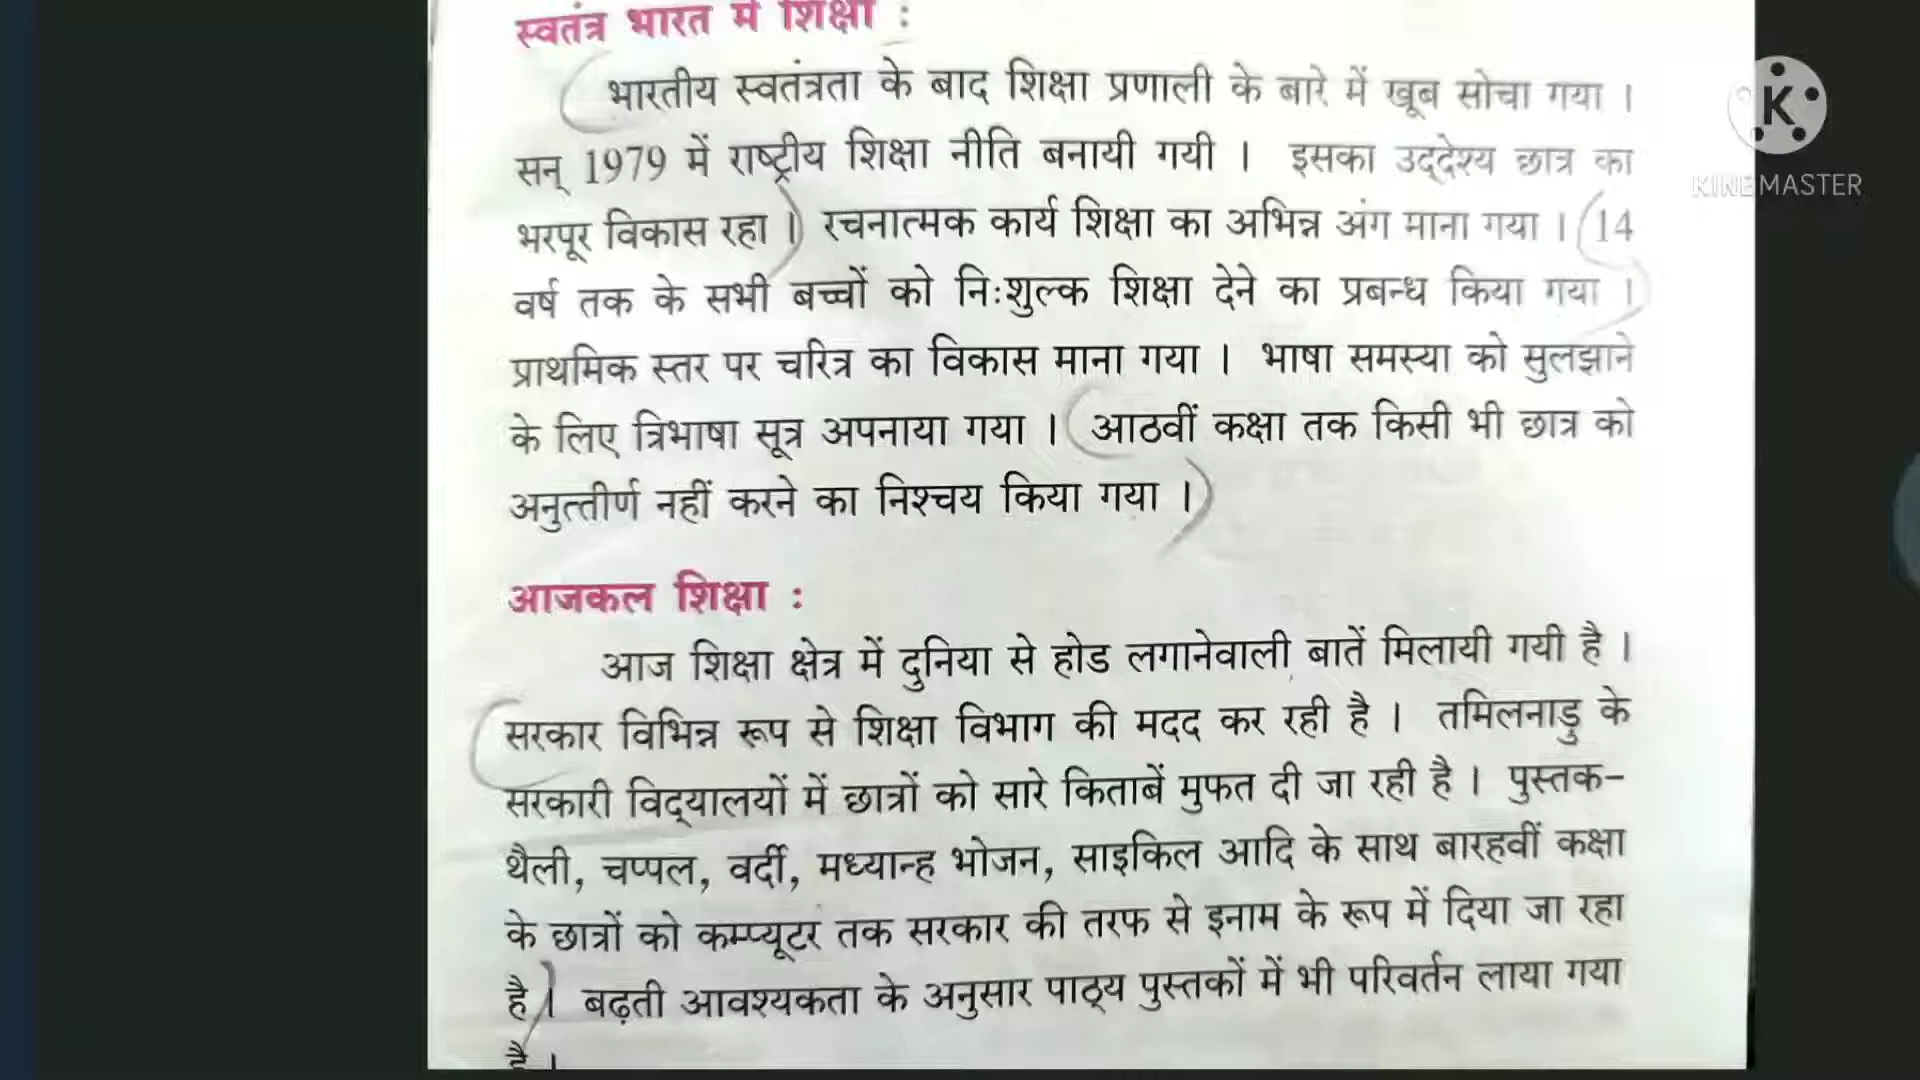 स्वतंत्र भारत में शिक्षा :
भारतीय स्वतंत्रता के बाद शिक्षा प्रणाली के बारे में खूब सोचा गया ।
सन् 1979 में राष्ट्रीय शिक्षा नीति बनायी गयी । इसका उद्‌देश्य छात्र का
भरपूर विकास रहा । रचनात्मक कार्य शिक्षा का अभिन्न अंग माना गया । 14
वर्ष तक के सभी बच्चों को निःशुल्क शिक्षा देने का प्रबन्ध किया गया ।
प्राथमिक स्तर पर चरित्र का विकास माना गया । भाषा समस्या को सुलझाने
के लिए त्रिभाषा सूत्र अपनाया गया । आठवीं कक्षा तक किसी भी छात्र को
अनुत्तीर्ण नहीं करने का निश्चय किया गया ।
आजकल शिक्षा :
आज शिक्षा क्षेत्र में दुनिया से होड लगानेवाली बातें मिलायी गयी है ।
सरकार विभिन्न रूप से शिक्षा विभाग की मदद कर रही है । तमिलनाडु के
सरकारी विद्‌यालयों में छात्रों को सारे किताबें मुफत दी जा रही है । पुस्तक-
थैली, चप्पल, वर्दी, मध्यान्ह भोजन, साइकिल आदि के साथ बारहवीं कक्षा
के छात्रों को कम्प्यूटर तक सरकार की तरफ से इनाम के रूप में दिया जा रहा
है । बढ़ती आवश्यकता के अनुसार पाठ्य पुस्तकों में भी परिवर्तन लाया गया
है ।
K
KINEMASTER